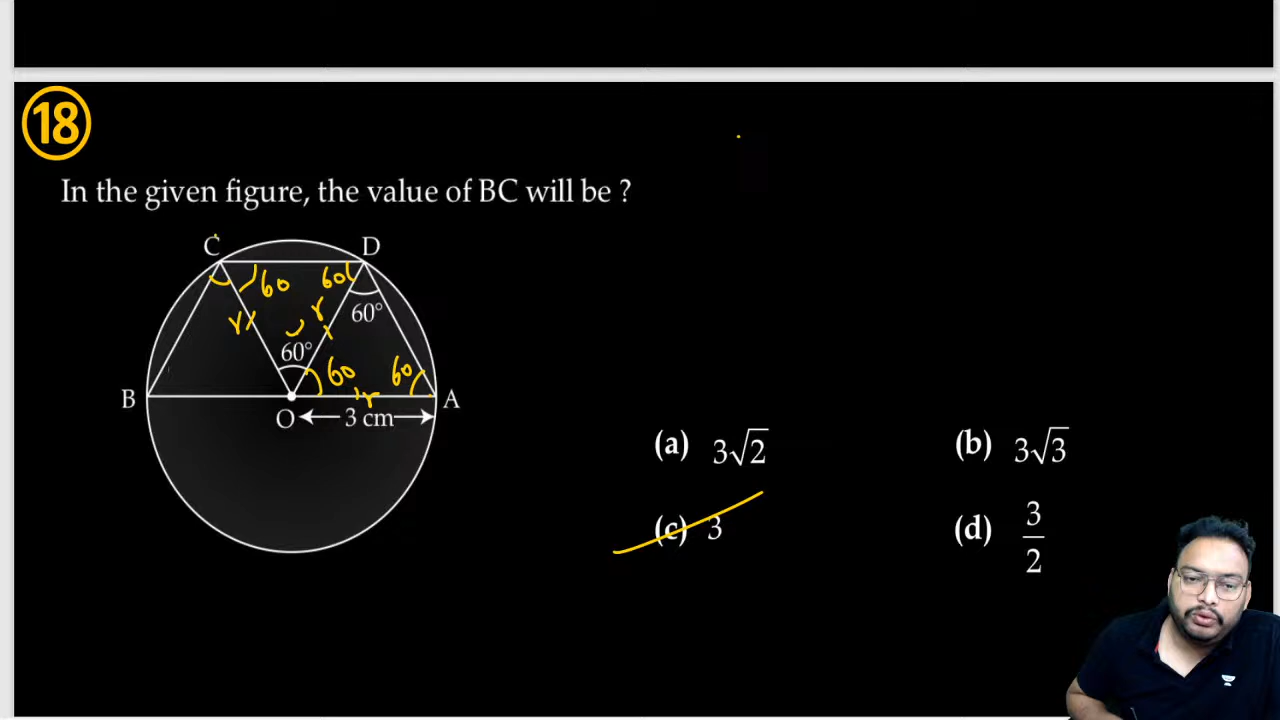 18
In the given figure, the value of BC will be ?
C
D
60
60
60°
r
r
60°
60
60
B
r
A
O
3 cm
(a) 3√2
(b) 3√3
(c) 3
(d) 3/2